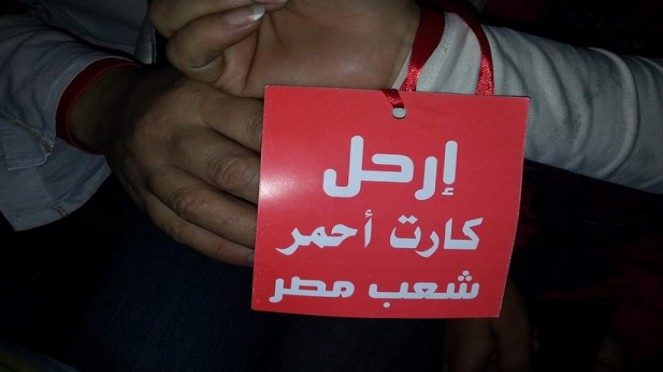 إرحل
كارت أحمر
شعب مصر